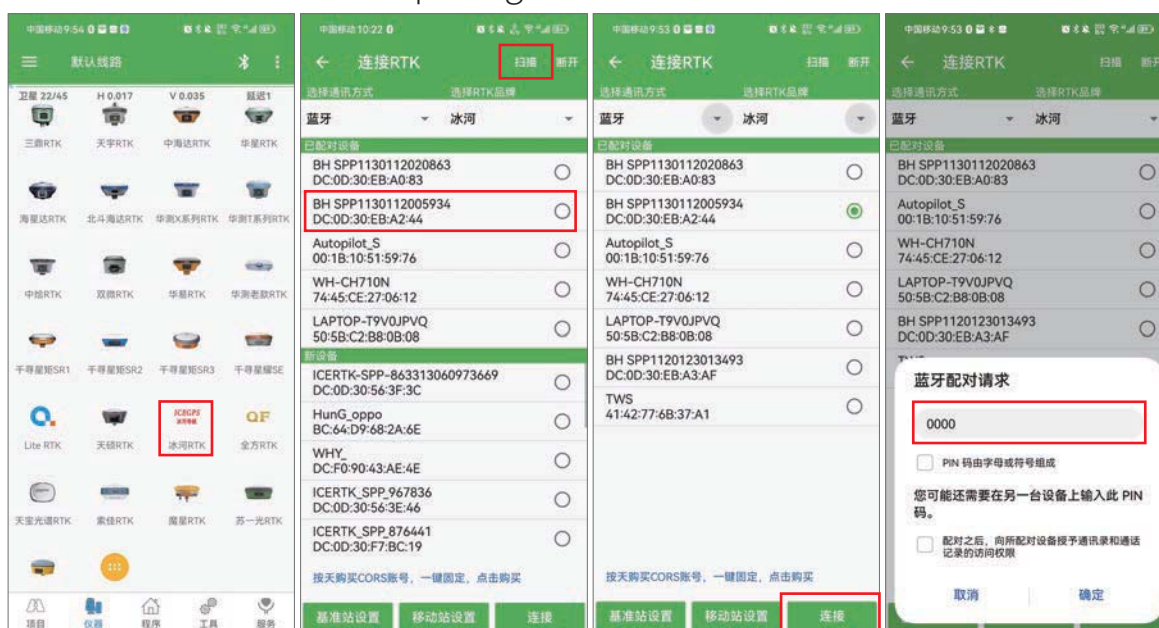 中国移动9:54
默认线路
卫星 22/45 H 0.017 V 0.035 延迟1
三鼎RTK 天宇RTK 中海达RTK 华星RTK
海星达RTK 北斗海达RTK 华测X系列RTK 华测T系列RTK
中绘RTK 双微RTK 华易RTK 华测老款RTK
千寻星矩SR1 千寻星矩SR2 千寻星矩SR3 千寻星耀SE
ICEGPS
Lite RTK 天硕RTK 冰河RTK 全方RTK
天宝光谱RTK 索佳RTK 魔星RTK 苏一光RTK
项目 仪器 程序 工具 服务
中国移动10:22
连接RTK 扫描 断开
选择通讯方式 选择RTK品牌
蓝牙 冰河
已配对设备
BH SPP1130112020863
DC:0D:30:EB:A0:83
BH SPP1130112005934
DC:0D:30:EB:A2:44
Autopilot_S
00:1B:10:51:59:76
WH-CH710N
74:45:CE:27:06:12
LAPTOP-T9V0JPVQ
50:5B:C2:B8:0B:08
新设备
ICERTK-SPP-863313060973669
DC:0D:30:56:3F:3C
HunG_oppo
BC:64:D9:68:2A:6E
WHY_
DC:F0:90:43:AE:4E
ICERTK_SPP_967836
DC:0D:30:56:3E:46
ICERTK_SPP_876441
DC:0D:30:F7:BC:19
按天购买CORS账号，一键固定，点击购买
基准站设置 移动站设置 连接
中国移动9:53
连接RTK 扫描 断开
选择通讯方式 选择RTK品牌
蓝牙 冰河
已配对设备
BH SPP1130112020863
DC:0D:30:EB:A0:83
BH SPP1130112005934
DC:0D:30:EB:A2:44
Autopilot_S
00:1B:10:51:59:76
WH-CH710N
74:45:CE:27:06:12
LAPTOP-T9V0JPVQ
50:5B:C2:B8:0B:08
BH SPP1120123013493
DC:0D:30:EB:A3:AF
TWS
41:42:77:6B:37:A1
按天购买CORS账号，一键固定，点击购买
基准站设置 移动站设置 连接
中国移动9:53
连接RTK 扫描 断开
选择通讯方式 选择RTK品牌
蓝牙 冰河
已配对设备
BH SPP1130112020863
DC:0D:30:EB:A0:83
Autopilot_S
00:1B:10:51:59:76
WH-CH710N
74:45:CE:27:06:12
LAPTOP-T9V0JPVQ
50:5B:C2:B8:0B:08
BH SPP1120123013493
DC:0D:30:EB:A3:AF
蓝牙配对请求
0000
PIN 码由字母或符号组成
您可能还需要在另一台设备上输入此 PIN
码。
配对之后，向所配对设备授予通讯录和通话
记录的访问权限
取消 确定